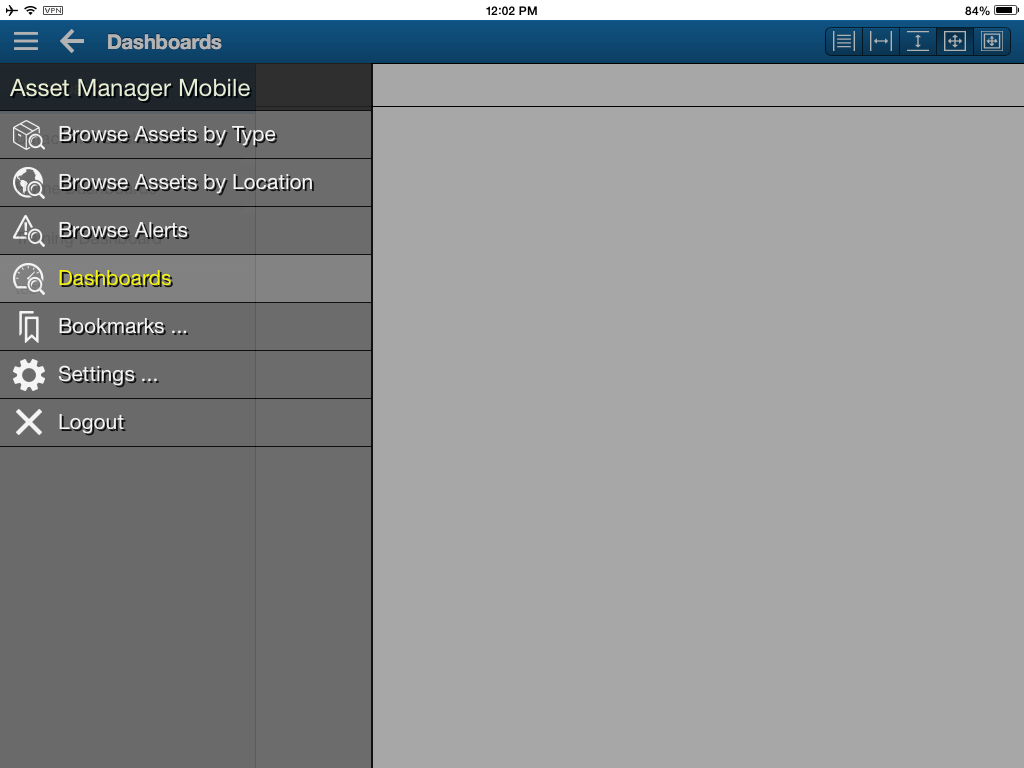 VPN
12:02 PM
84%
Dashboards
Asset Manager Mobile
Browse Assets by Type
Browse Assets by Location
Browse Alerts
Dashboards
Bookmarks ...
Settings ...
Logout